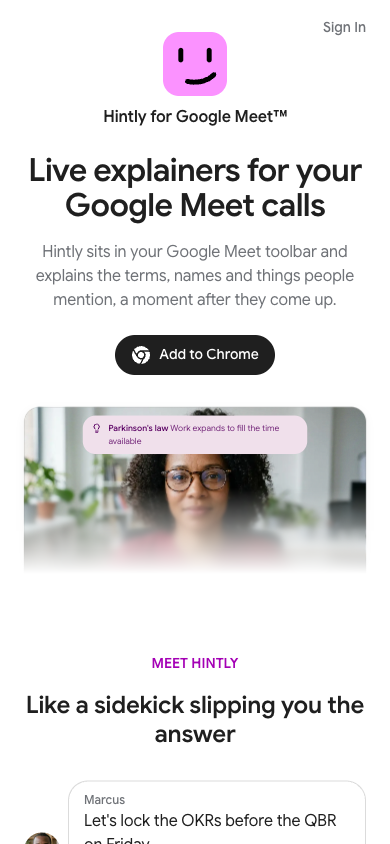 Sign In
Hintly for Google Meet™
Live explainers for your
Google Meet calls
Hintly sits in your Google Meet toolbar and
explains the terms, names and things people
mention, a moment after they come up.
Add to Chrome
Parkinson's law Work expands to fill the time
available
MEET HINTLY
Like a sidekick slipping you the
answer
Marcus
Let's lock the OKRs before the QBR
on Friday